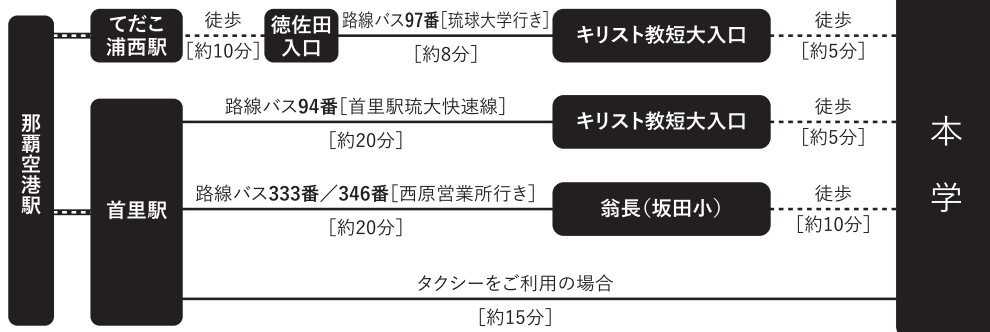 那覇空港駅
てだこ
浦西駅
徒歩
[約10分]
徳佐田
入口
路線バス97番[琉球大学行き]
[約8分]
キリスト教短大入口
徒歩
[約5分]
首里駅
路線バス94番[首里駅琉大快速線]
[約20分]
キリスト教短大入口
徒歩
[約5分]
路線バス333番／346番[西原営業所行き]
[約20分]
翁長(坂田小)
徒歩
[約10分]
タクシーをご利用の場合
[約15分]
本学